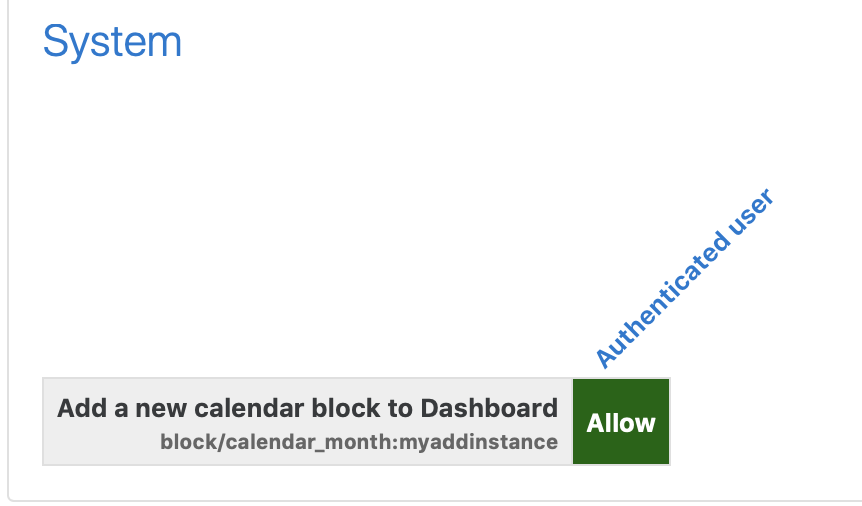 System
Authenticated user
Add a new calendar block to Dashboard
Allow
block/calendar_month:myaddinstance